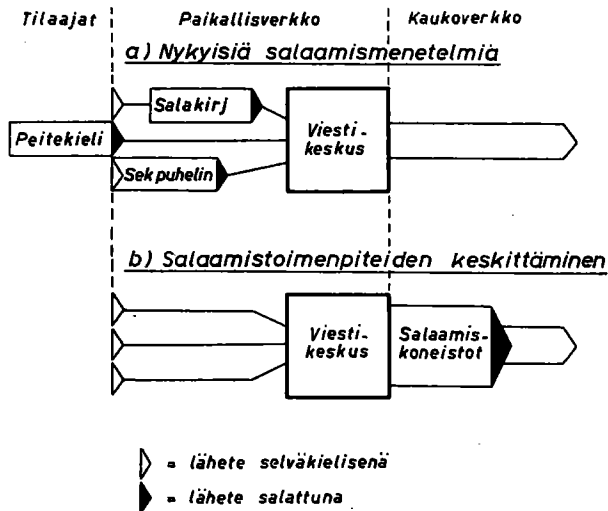 Tilaajat Paikallisverkko Kaukoverkko
a) Nykyisiä salaamismenetelmiä
Salakirj
Peitekieli
Viesti-
keskus
Sek puhelin
b) Salaamistoimenpiteiden keskittäminen
Viesti-
keskus
Salaamis-
koneistot
= lähete selväkielisenä
= lähete salattuna